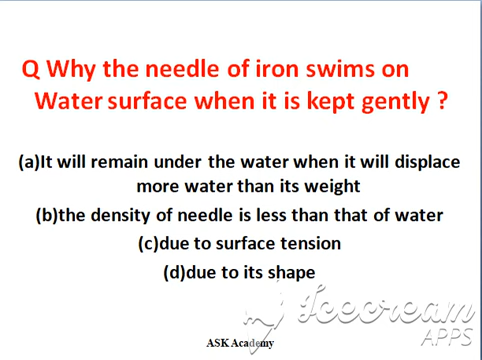 Q Why the needle of iron swims on
Water surface when it is kept gently ?
(a)It will remain under the water when it will displace
more water than its weight
(b)the density of needle is less than that of water
(c)due to surface tension
(d)due to its shape
Icecream
APPS
ASK Academy